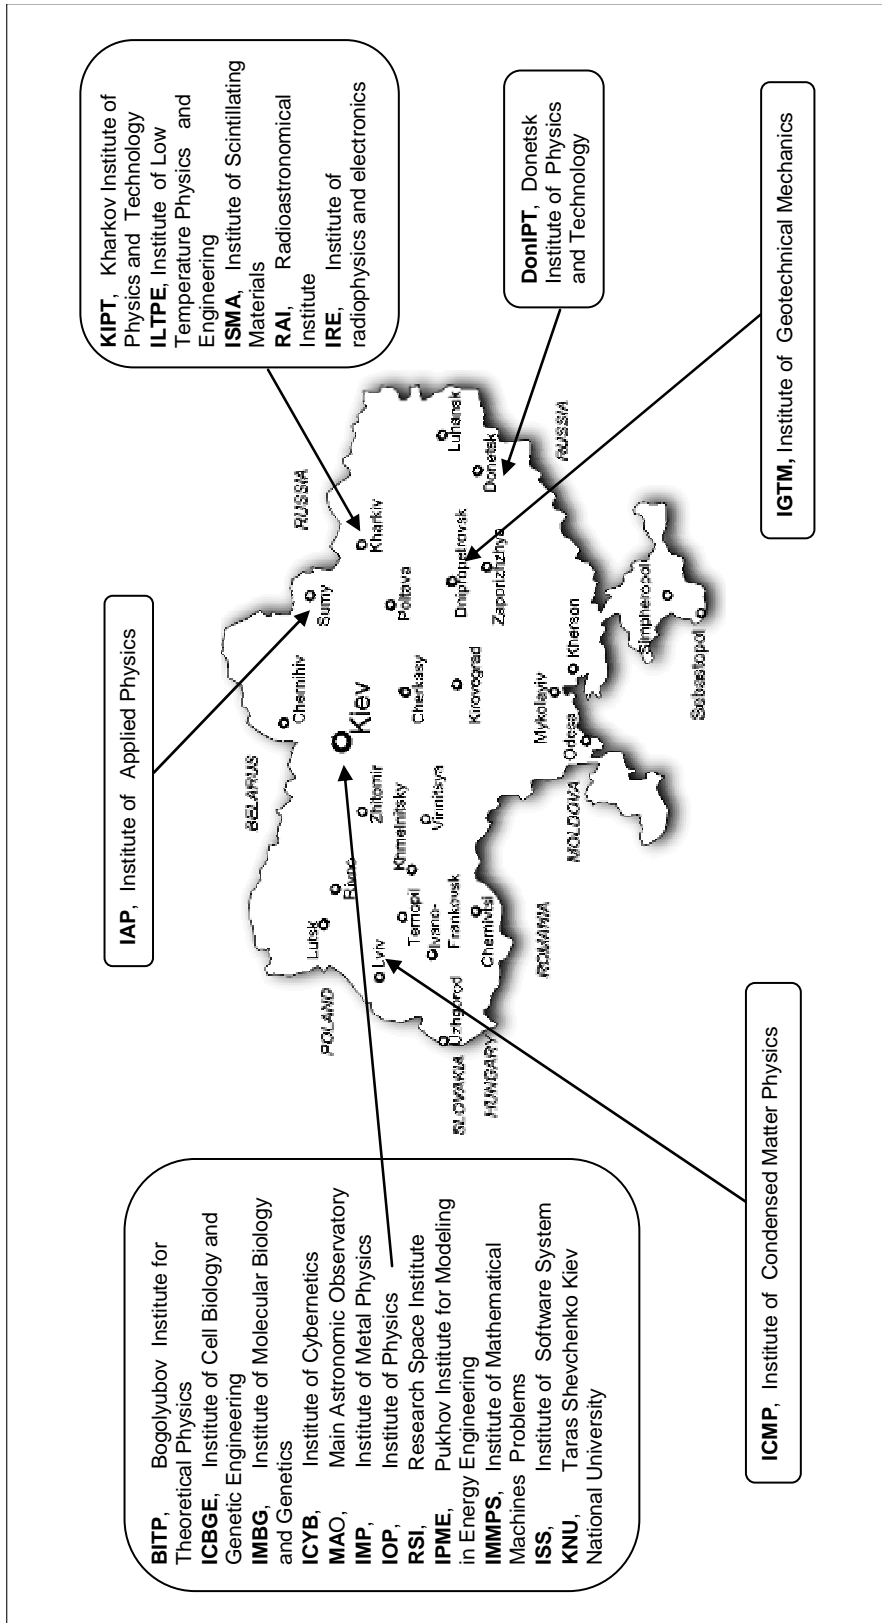 BITP, Bogolyubov Institute for
Theoretical Physics
ICBGE, Institute of Cell Biology and
Genetic Engineering
IMBG, Institute of Molecular Biology
and Genetics
ICYB, Institute of Cybernetics
MAO, Main Astronomic Observatory
IMP, Institute of Metal Physics
IOP, Institute of Physics
RSI, Research Space Institute
IPME, Pukhov Institute for Modeling
in Energy Engineering
IMMPS, Institute of Mathematical
Machines Problems
ISS, Institute of Software System
KNU, Taras Shevchenko Kiev
National University
IAP, Institute of Applied Physics
KIPT, Kharkov Institute of
Physics and Technology
ILTPE, Institute of Low
Temperature Physics and
Engineering
ISMA, Institute of Scintillating
Materials
RAI, Radioastronomical
Institute
IRE, Institute of
radiophysics and electronics
DonIPT, Donetsk
Institute of Physics
and Technology
IGTM, Institute of Geotechnical Mechanics
ICMP, Institute of Condensed Matter Physics
BELARUS
RUSSIA
POLAND
Chernihiv
Sumy
Lutsk
Rivne
Kiev
Kharkiv
Lviv
Zhitomir
Poltava
Ternopil
Khmelnitsky
Cherkasy
Ivano-
Frankovsk
Vinnitsya
Kirovograd
Dnipropetrovsk
Luhansk
SLOVAKIA
Uzhgorod
HUNGARY
Chernivtsi
Zaporizhzhya
Donetsk
ROMANIA
MOLDOVA
Mykolayiv
Odesa
Kherson
RUSSIA
Simpheropoli
Sebastopol